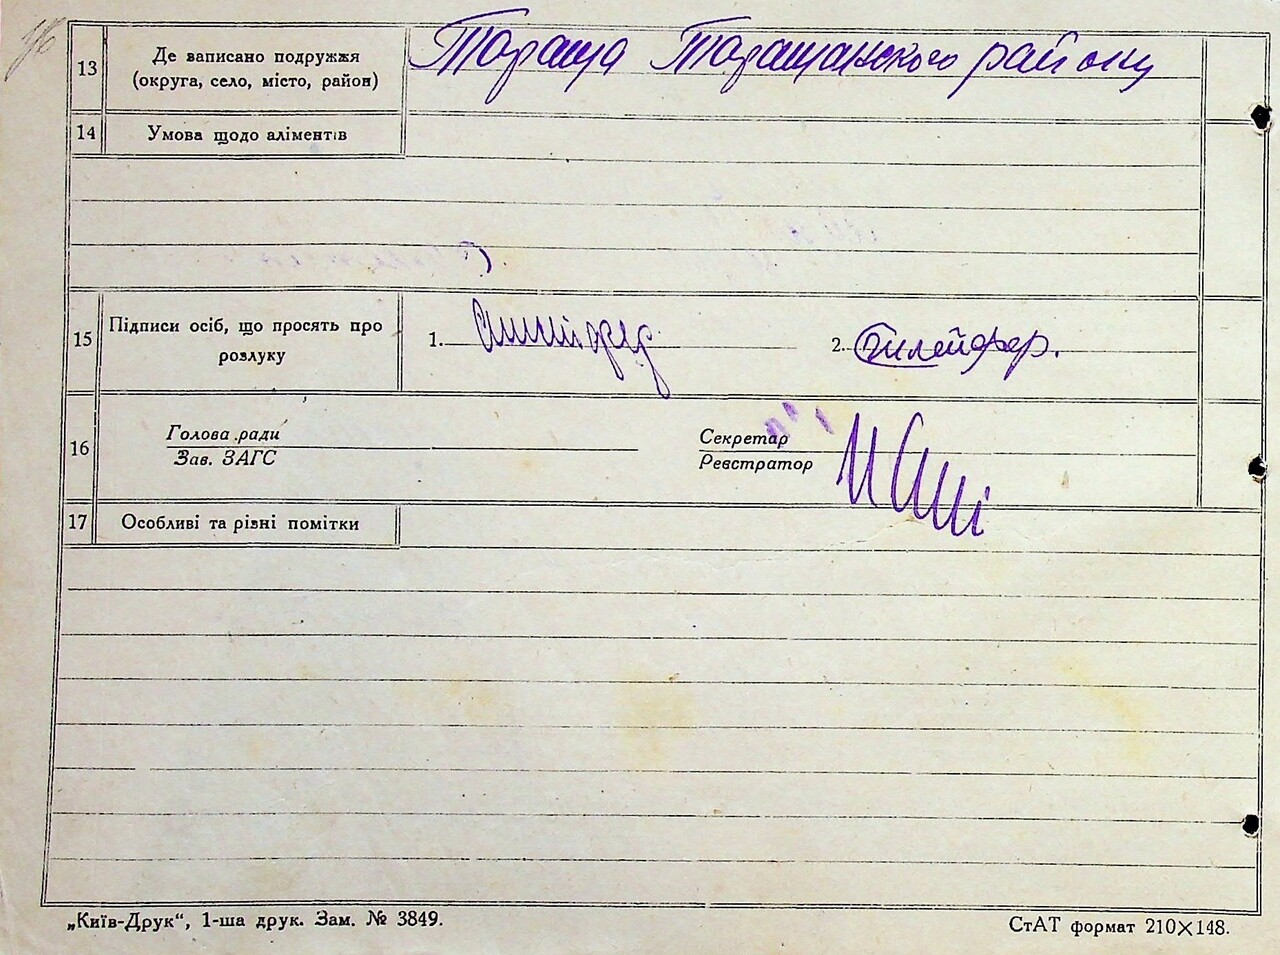 76
13 Де записано подружжя
(округа, село, місто, район)
Тараща Таращанского району
14 Умова щодо аліментів
15 Підписи осіб, що просять про
розлуку
1.
2.
16 Голова ради
Зав. ЗАГС
Секретар
Реєстратор
17 Особливі та різні помітки
„Київ-Друк“, 1-ша друк. Зам. № 3849.
СтАТ формат 210×148.